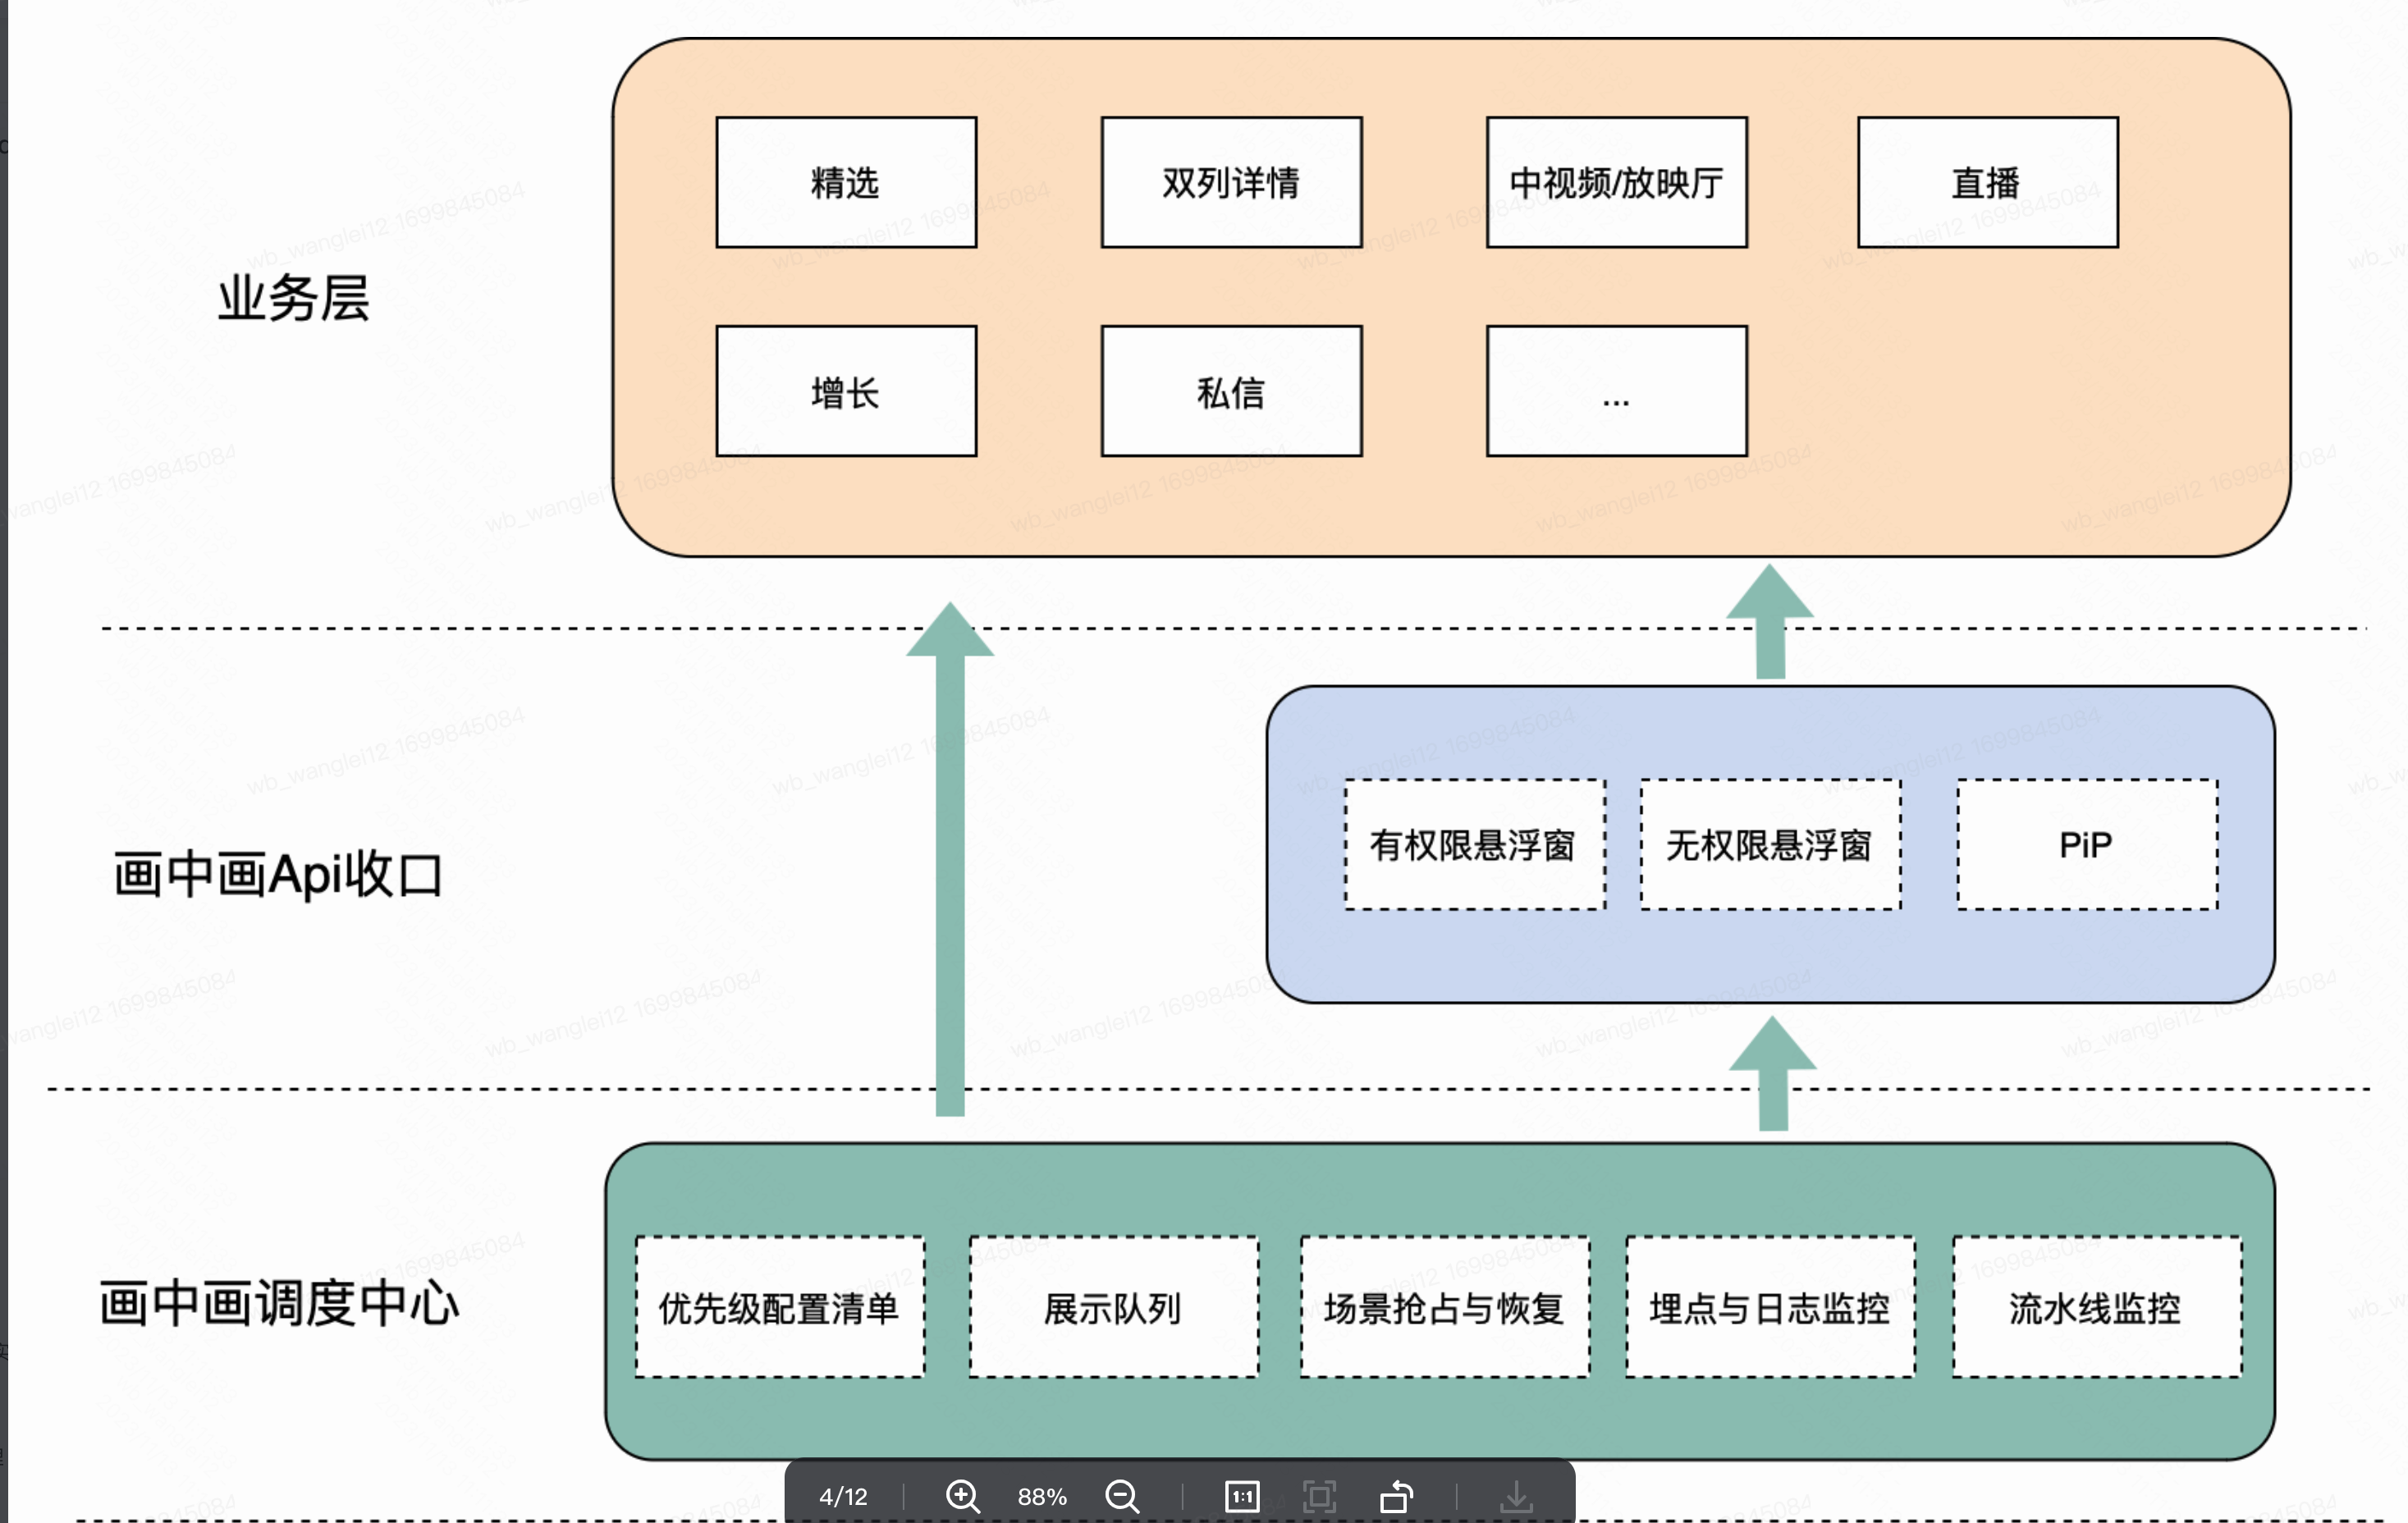 精选
双列详情
中视频/放映厅
直播
业务层
增长
私信
...
画中画Api收口
有权限悬浮窗
无权限悬浮窗
PiP
画中画调度中心
优先级配置清单
展示队列
场景抢占与恢复
埋点与日志监控
流水线监控
4/12
88%
1:1
wb_wanglei12 1699845084